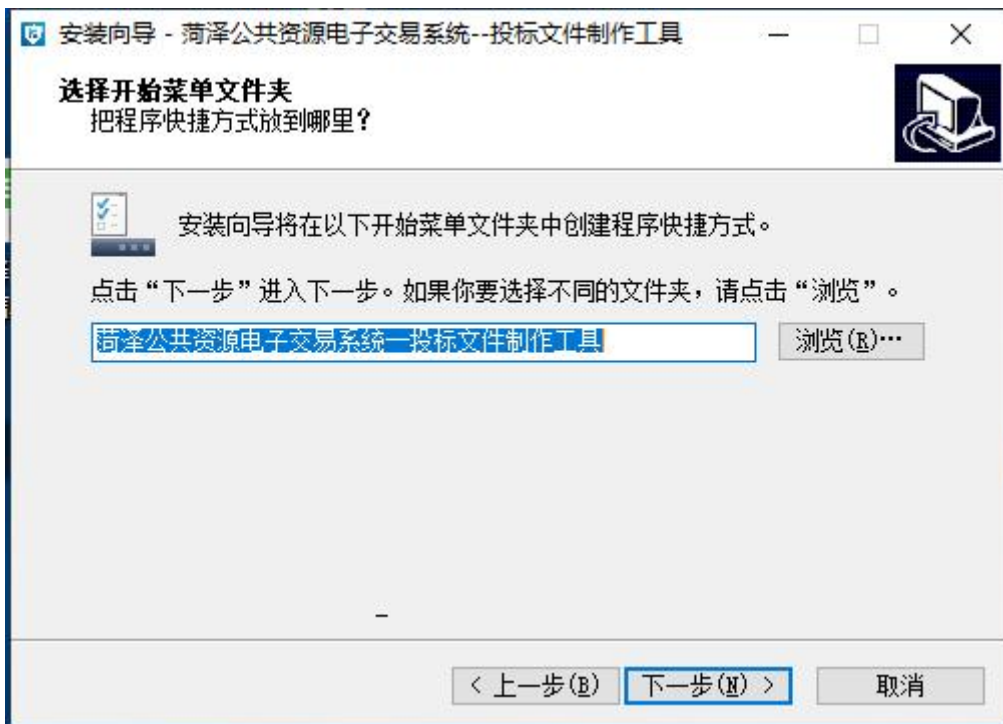 安装向导 - 菏泽公共资源电子交易系统--投标文件制作工具
选择开始菜单文件夹
把程序快捷方式放到哪里？
安装向导将在以下开始菜单文件夹中创建程序快捷方式。
点击“下一步”进入下一步。如果你要选择不同的文件夹，请点击“浏览”。
菏泽公共资源电子交易系统—投标文件制作工具
浏览(R)…
< 上一步(B)
下一步(N) >
取消